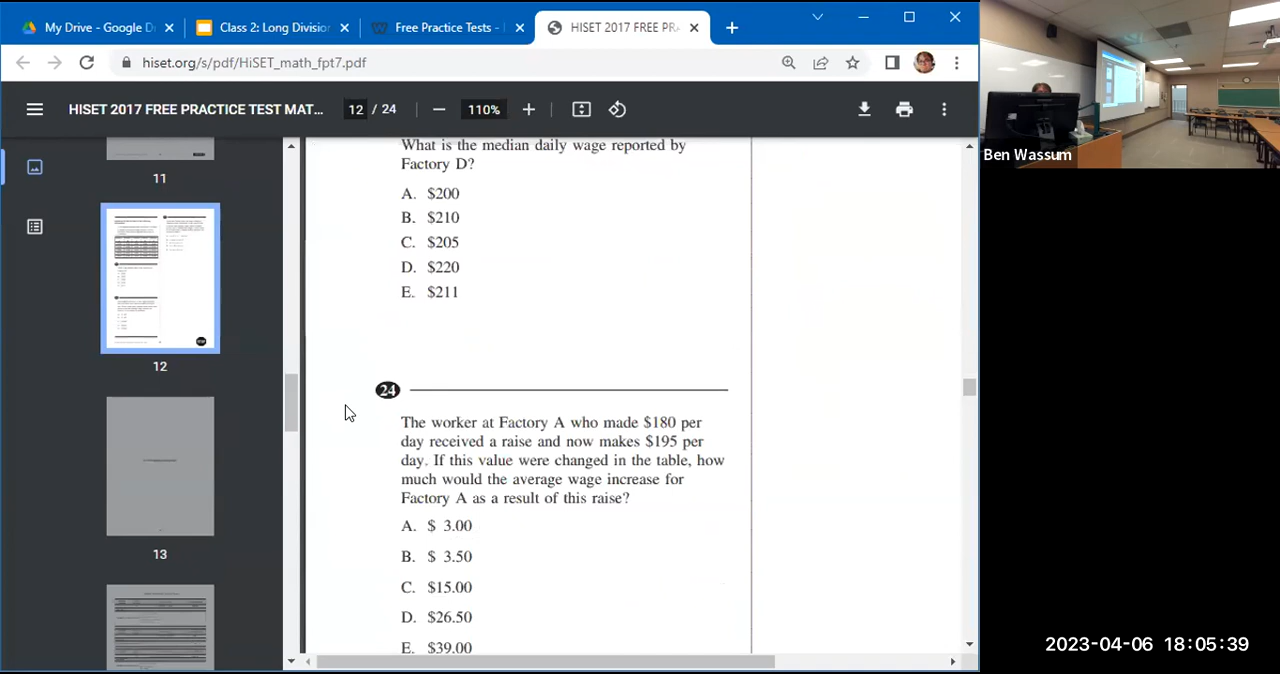 My Drive - Google D
Class 2: Long Divisio
Free Practice Tests -
HISET 2017 FREE PR
hiset.org/s/pdf/HiSET_math_fpt7.pdf
HISET 2017 FREE PRACTICE TEST MAT...
12 / 24
110%
11
12
13
What is the median daily wage reported by
Factory D?
A. $200
B. $210
C. $205
D. $220
E. $211
24
The worker at Factory A who made $180 per
day received a raise and now makes $195 per
day. If this value were changed in the table, how
much would the average wage increase for
Factory A as a result of this raise?
A. $ 3.00
B. $ 3.50
C. $15.00
D. $26.50
E. $39.00
Ben Wassum
2023-04-06 18:05:39